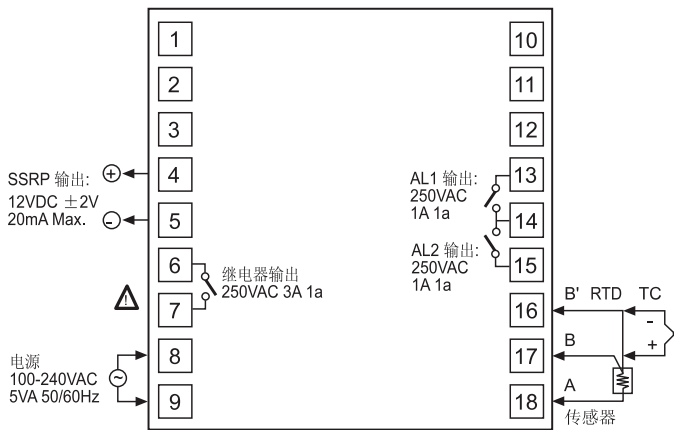 1
2
3
4
5
6
7
8
9
10
11
12
13
14
15
16
17
18
SSRP 输出:
12VDC ±2V
20mA Max.
+
-
继电器输出
250VAC 3A 1a
!
电源
100-240VAC
5VA 50/60Hz
~
AL1 输出:
250VAC
1A 1a
AL2 输出:
250VAC
1A 1a
B' RTD TC
-
+
B
A
传感器